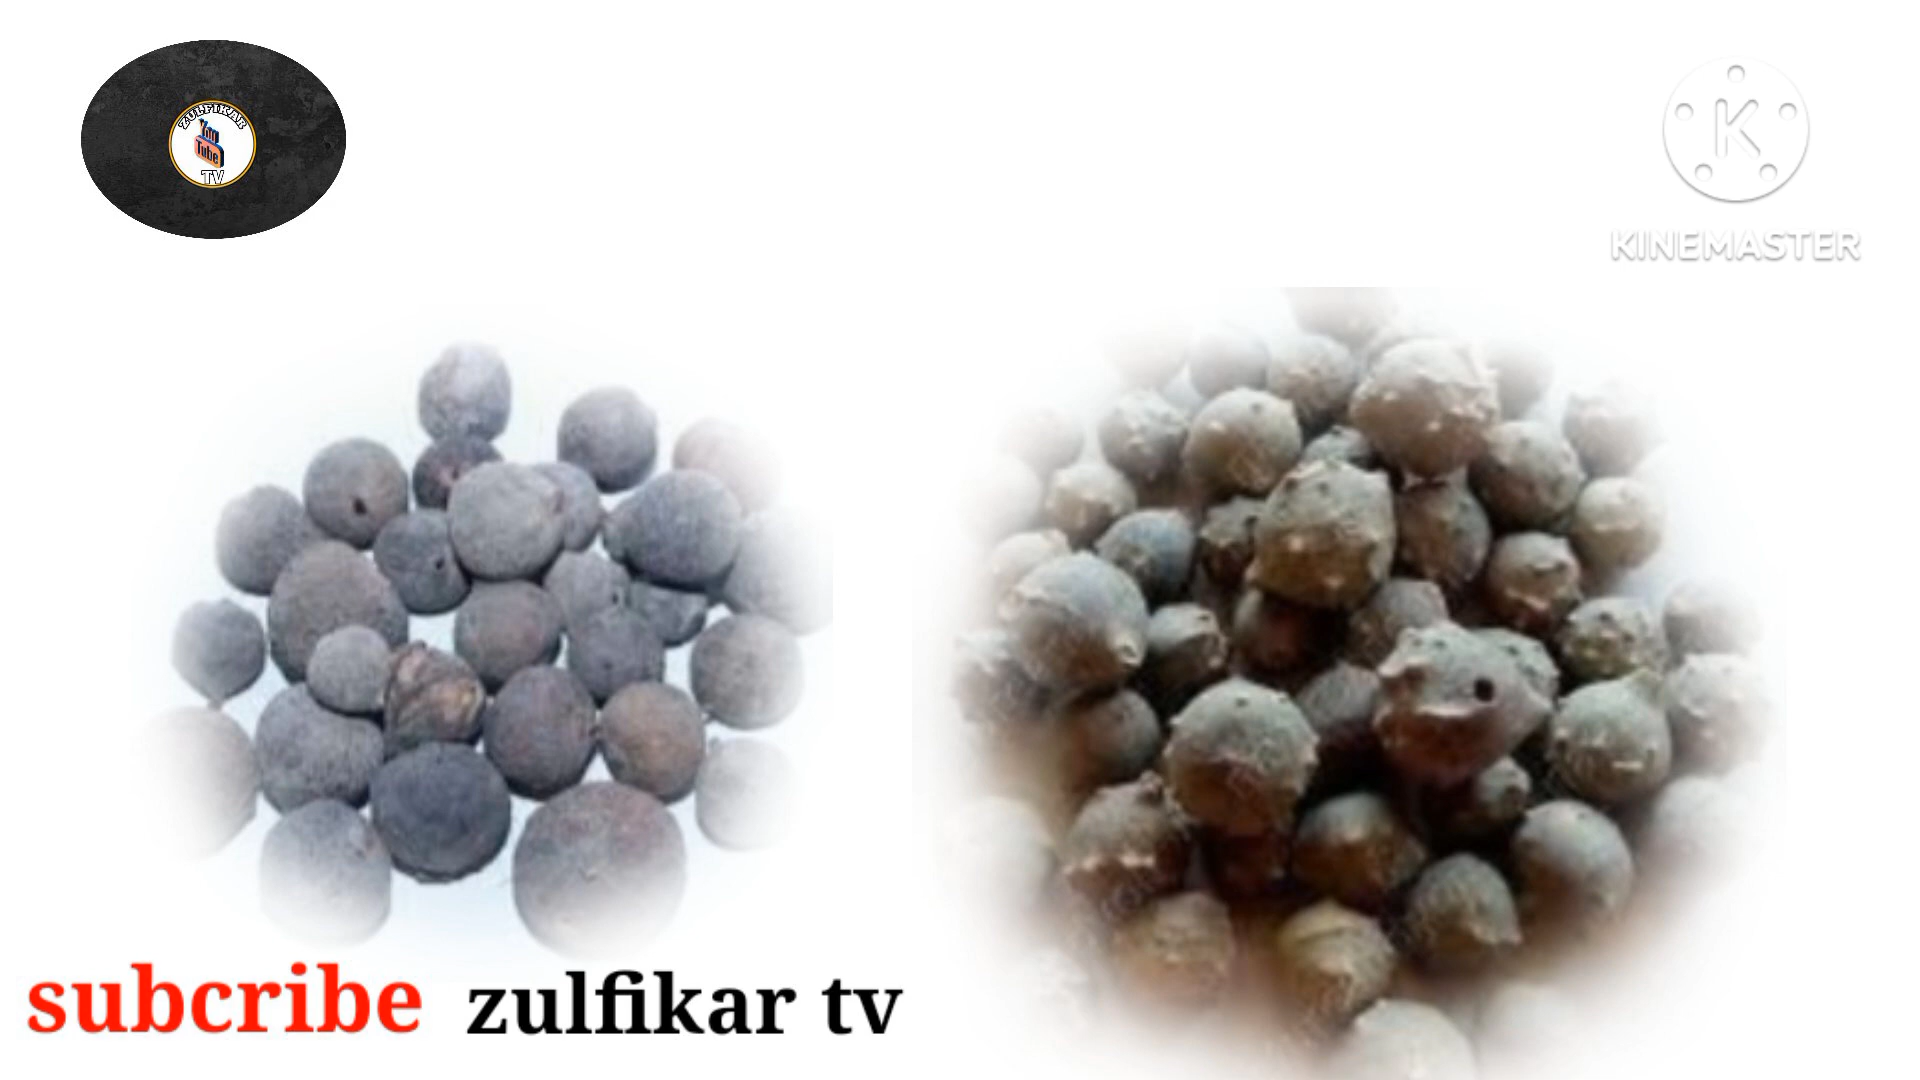 ZULFIKAR
You
Tube
TV
KINEMASTER
subcribe zulfikar tv